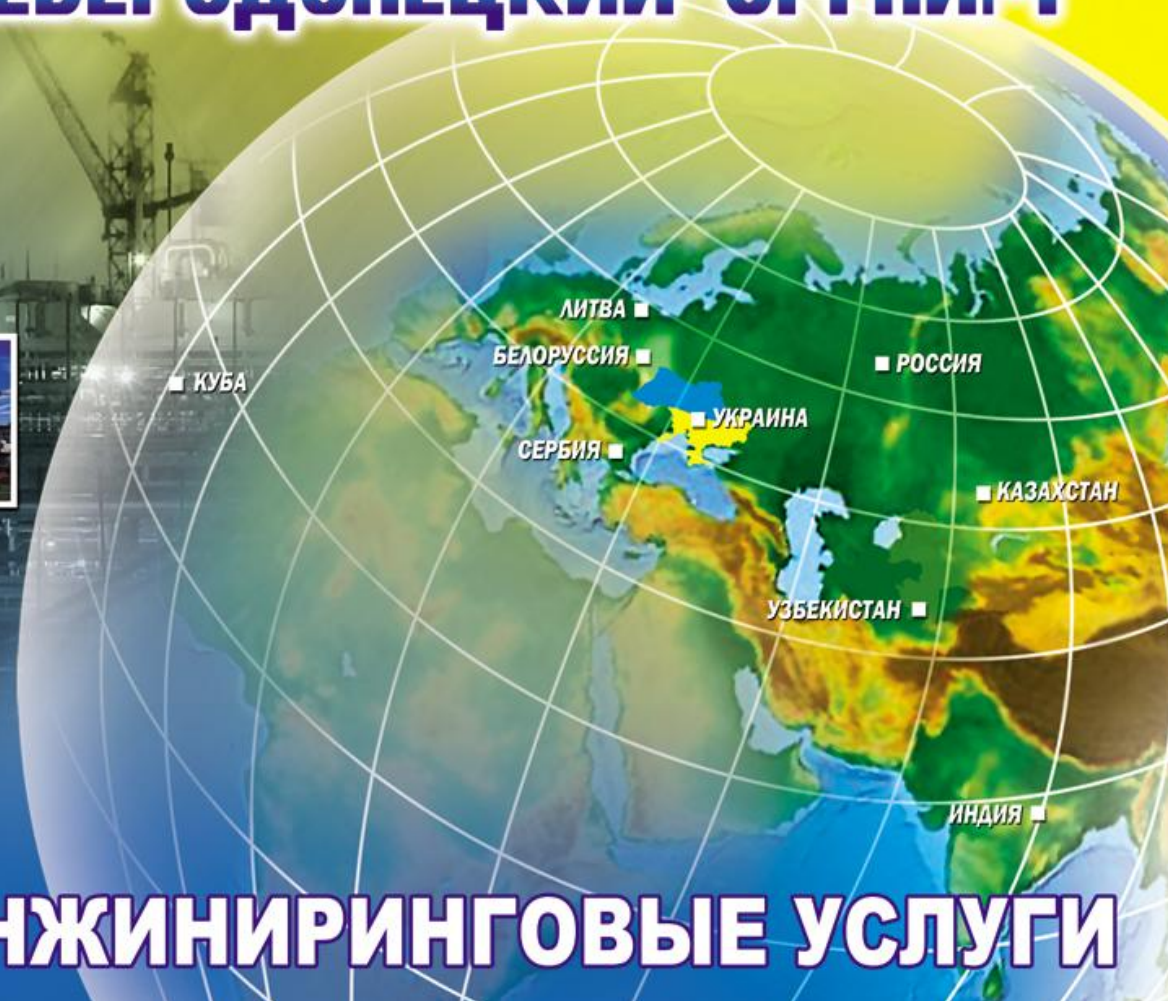 ЛИТВА
БЕЛОРУССИЯ
РОССИЯ
КУБА
УКРАИНА
СЕРБИЯ
КАЗАХСТАН
УЗБЕКИСТАН
ИНДИЯ
НЖИНИРИНГОВЫЕ УСЛУГИ